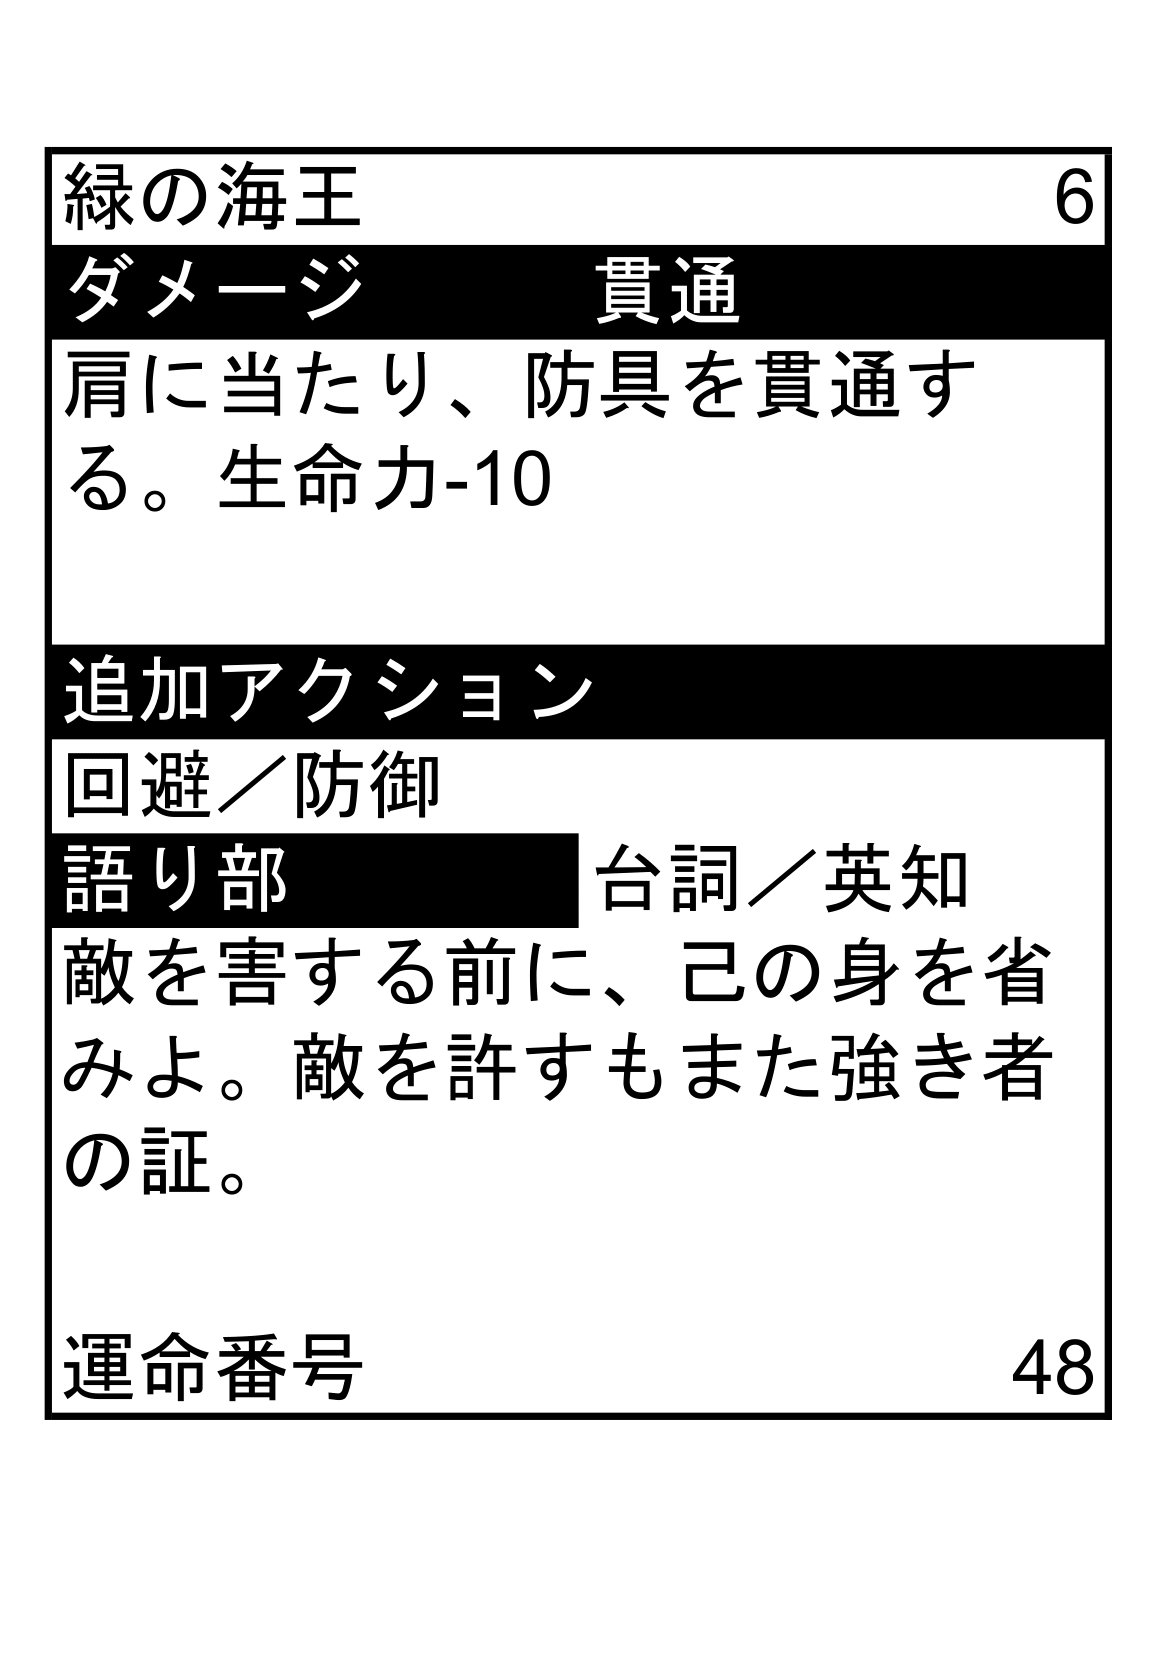 緑の海王 6
ダメージ 貫通
肩に当たり、防具を貫通す
る。生命力-10
追加アクション
回避／防御
語り部 台詞／英知
敵を害する前に、己の身を省
みよ。敵を許すもまた強き者
の証。
運命番号 48